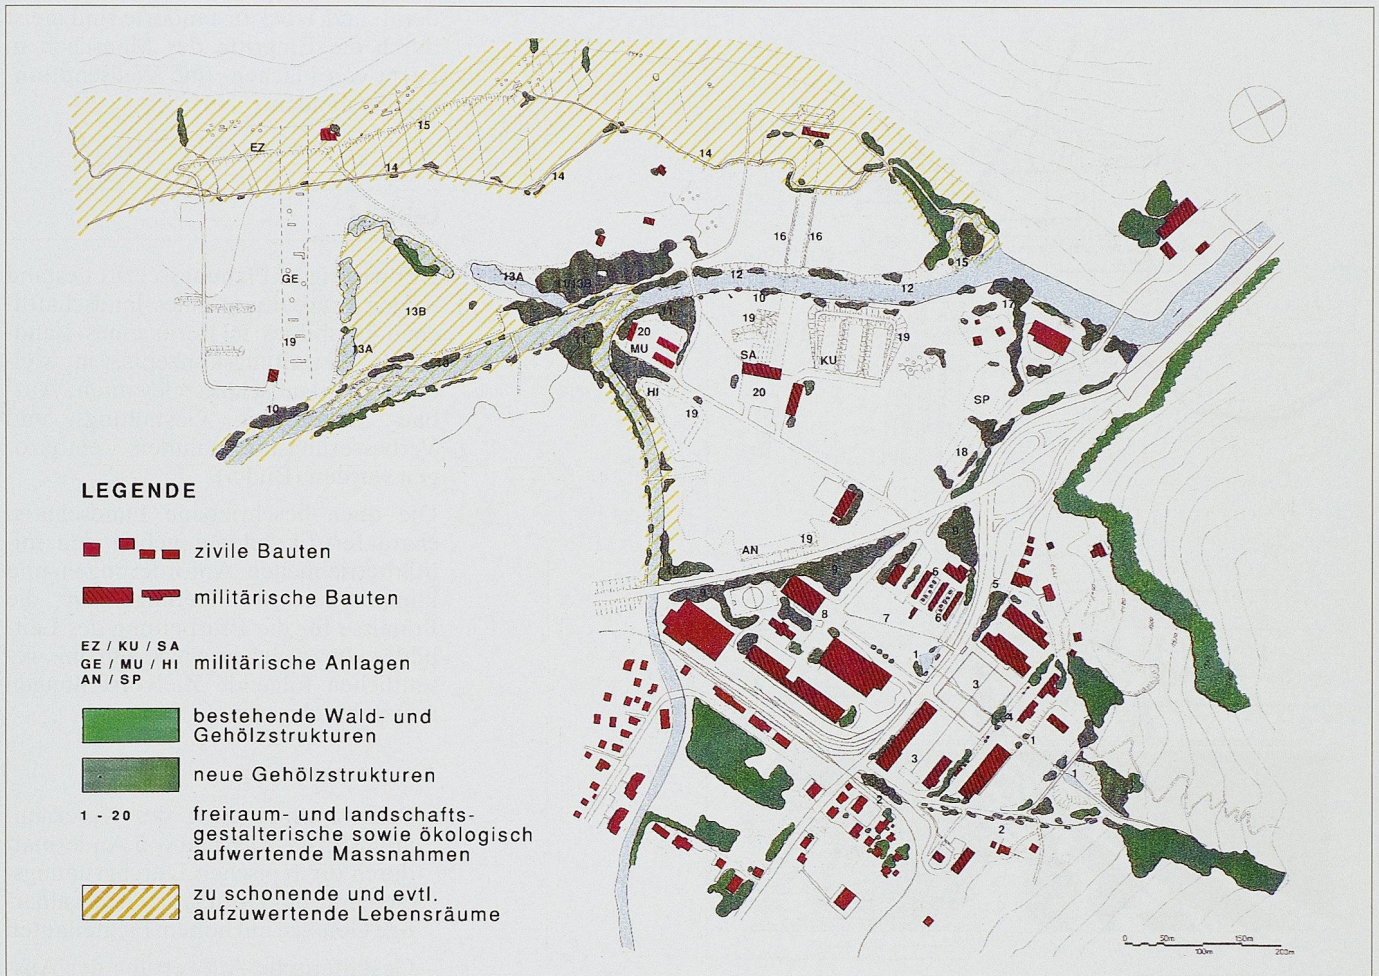 EZ
15
14
14
14
16
16
15
GE
13A
13B
12
12
10
17
13B
19
13A
20
MU
11
19
SA
KU
19
10
HI
20
SP
19
18
AN
19
9
9
5
6
6
5
8
7
1
3
4
1
3
1
2
2
LEGENDE
zivile Bauten
militärische Bauten
EZ / KU / SA
GE / MU / HI
AN / SP
militärische Anlagen
bestehende Wald- und
Gehölzstrukturen
neue Gehölzstrukturen
1 - 20
freiraum- und landschafts-
gestalterische sowie ökologisch
aufwertende Massnahmen
zu schonende und evtl.
aufzuwertende Lebensräume
0 50m 100m 150m 200m